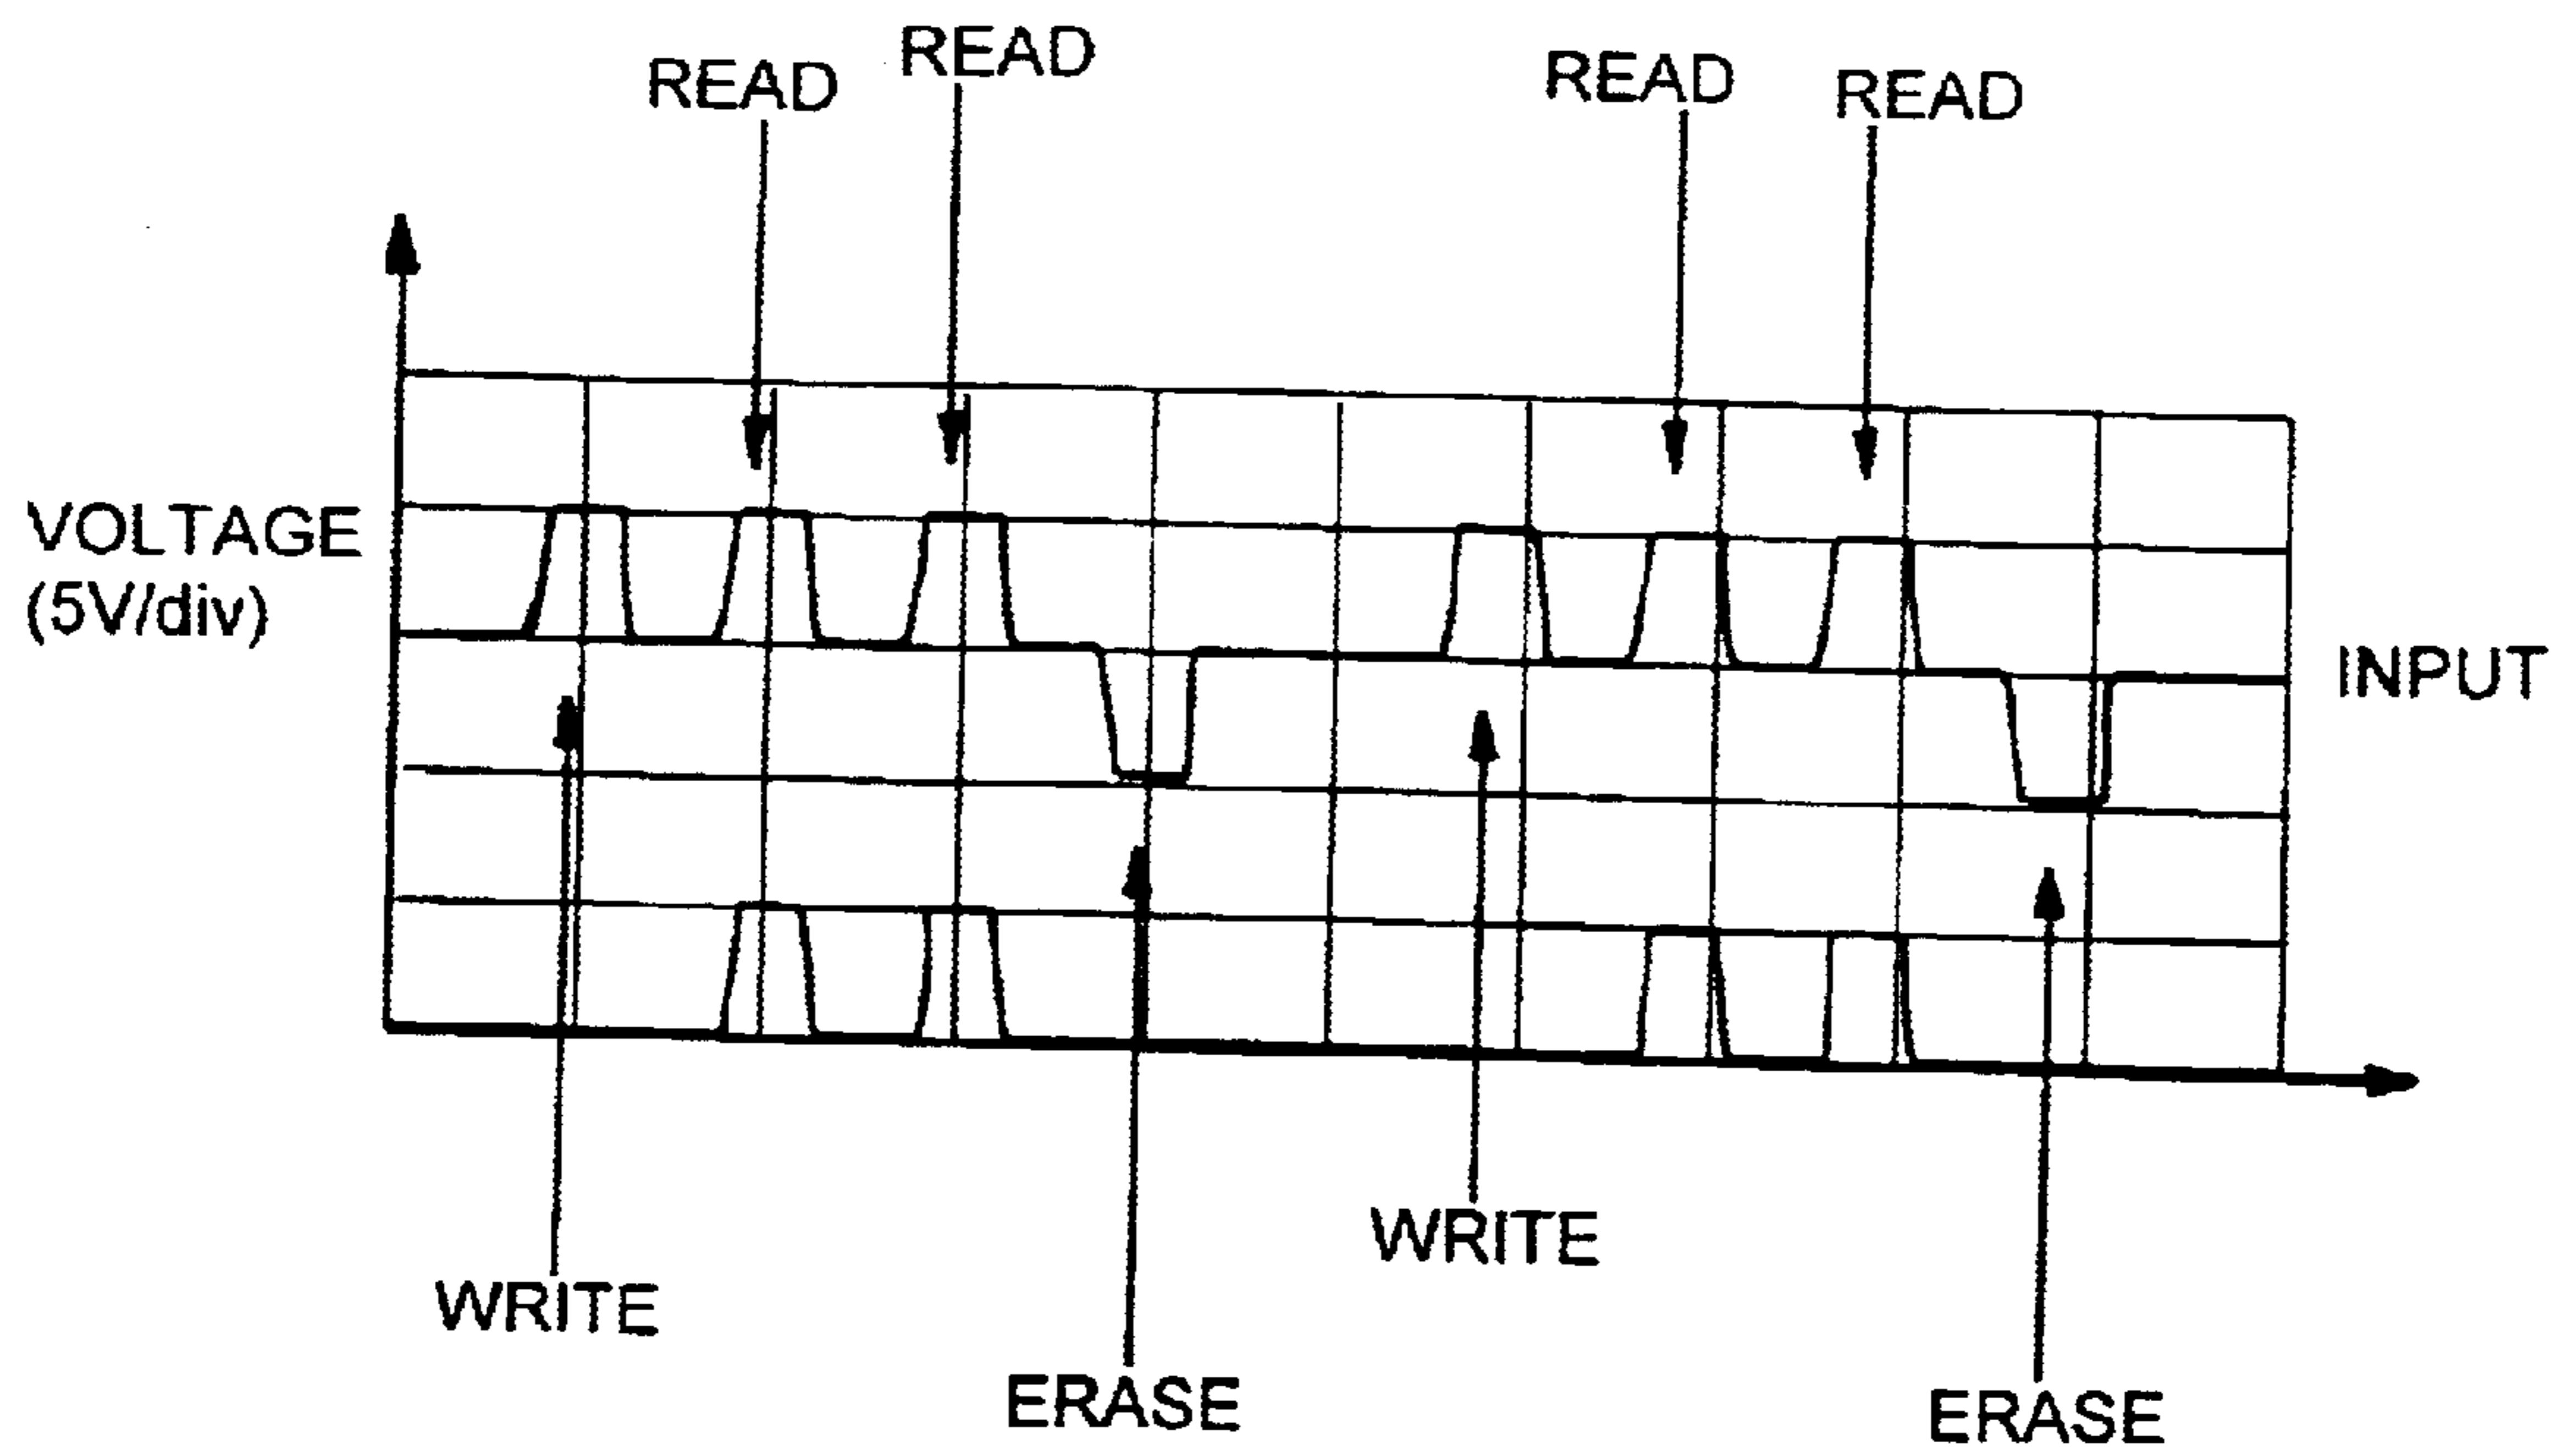 READ
READ
READ
READ
VOLTAGE
(5V/div)
INPUT
WRITE
WRITE
ERASE
ERASE